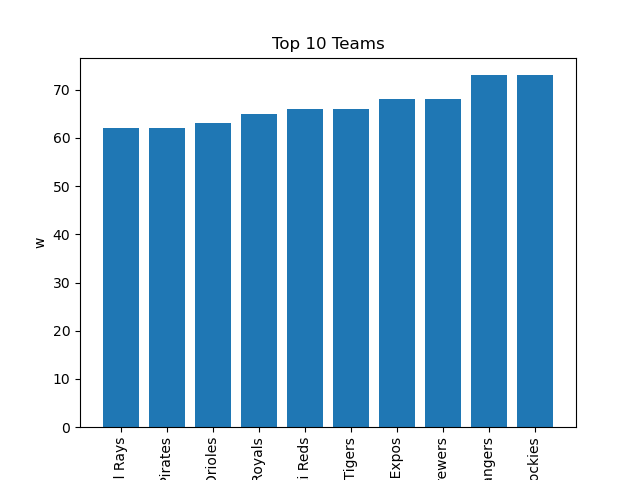 Top 10 Teams
w
70
60
50
40
30
20
10
0
l Rays
Pirates
Orioles
Royals
i Reds
Tigers
Expos
ewers
angers
ockies